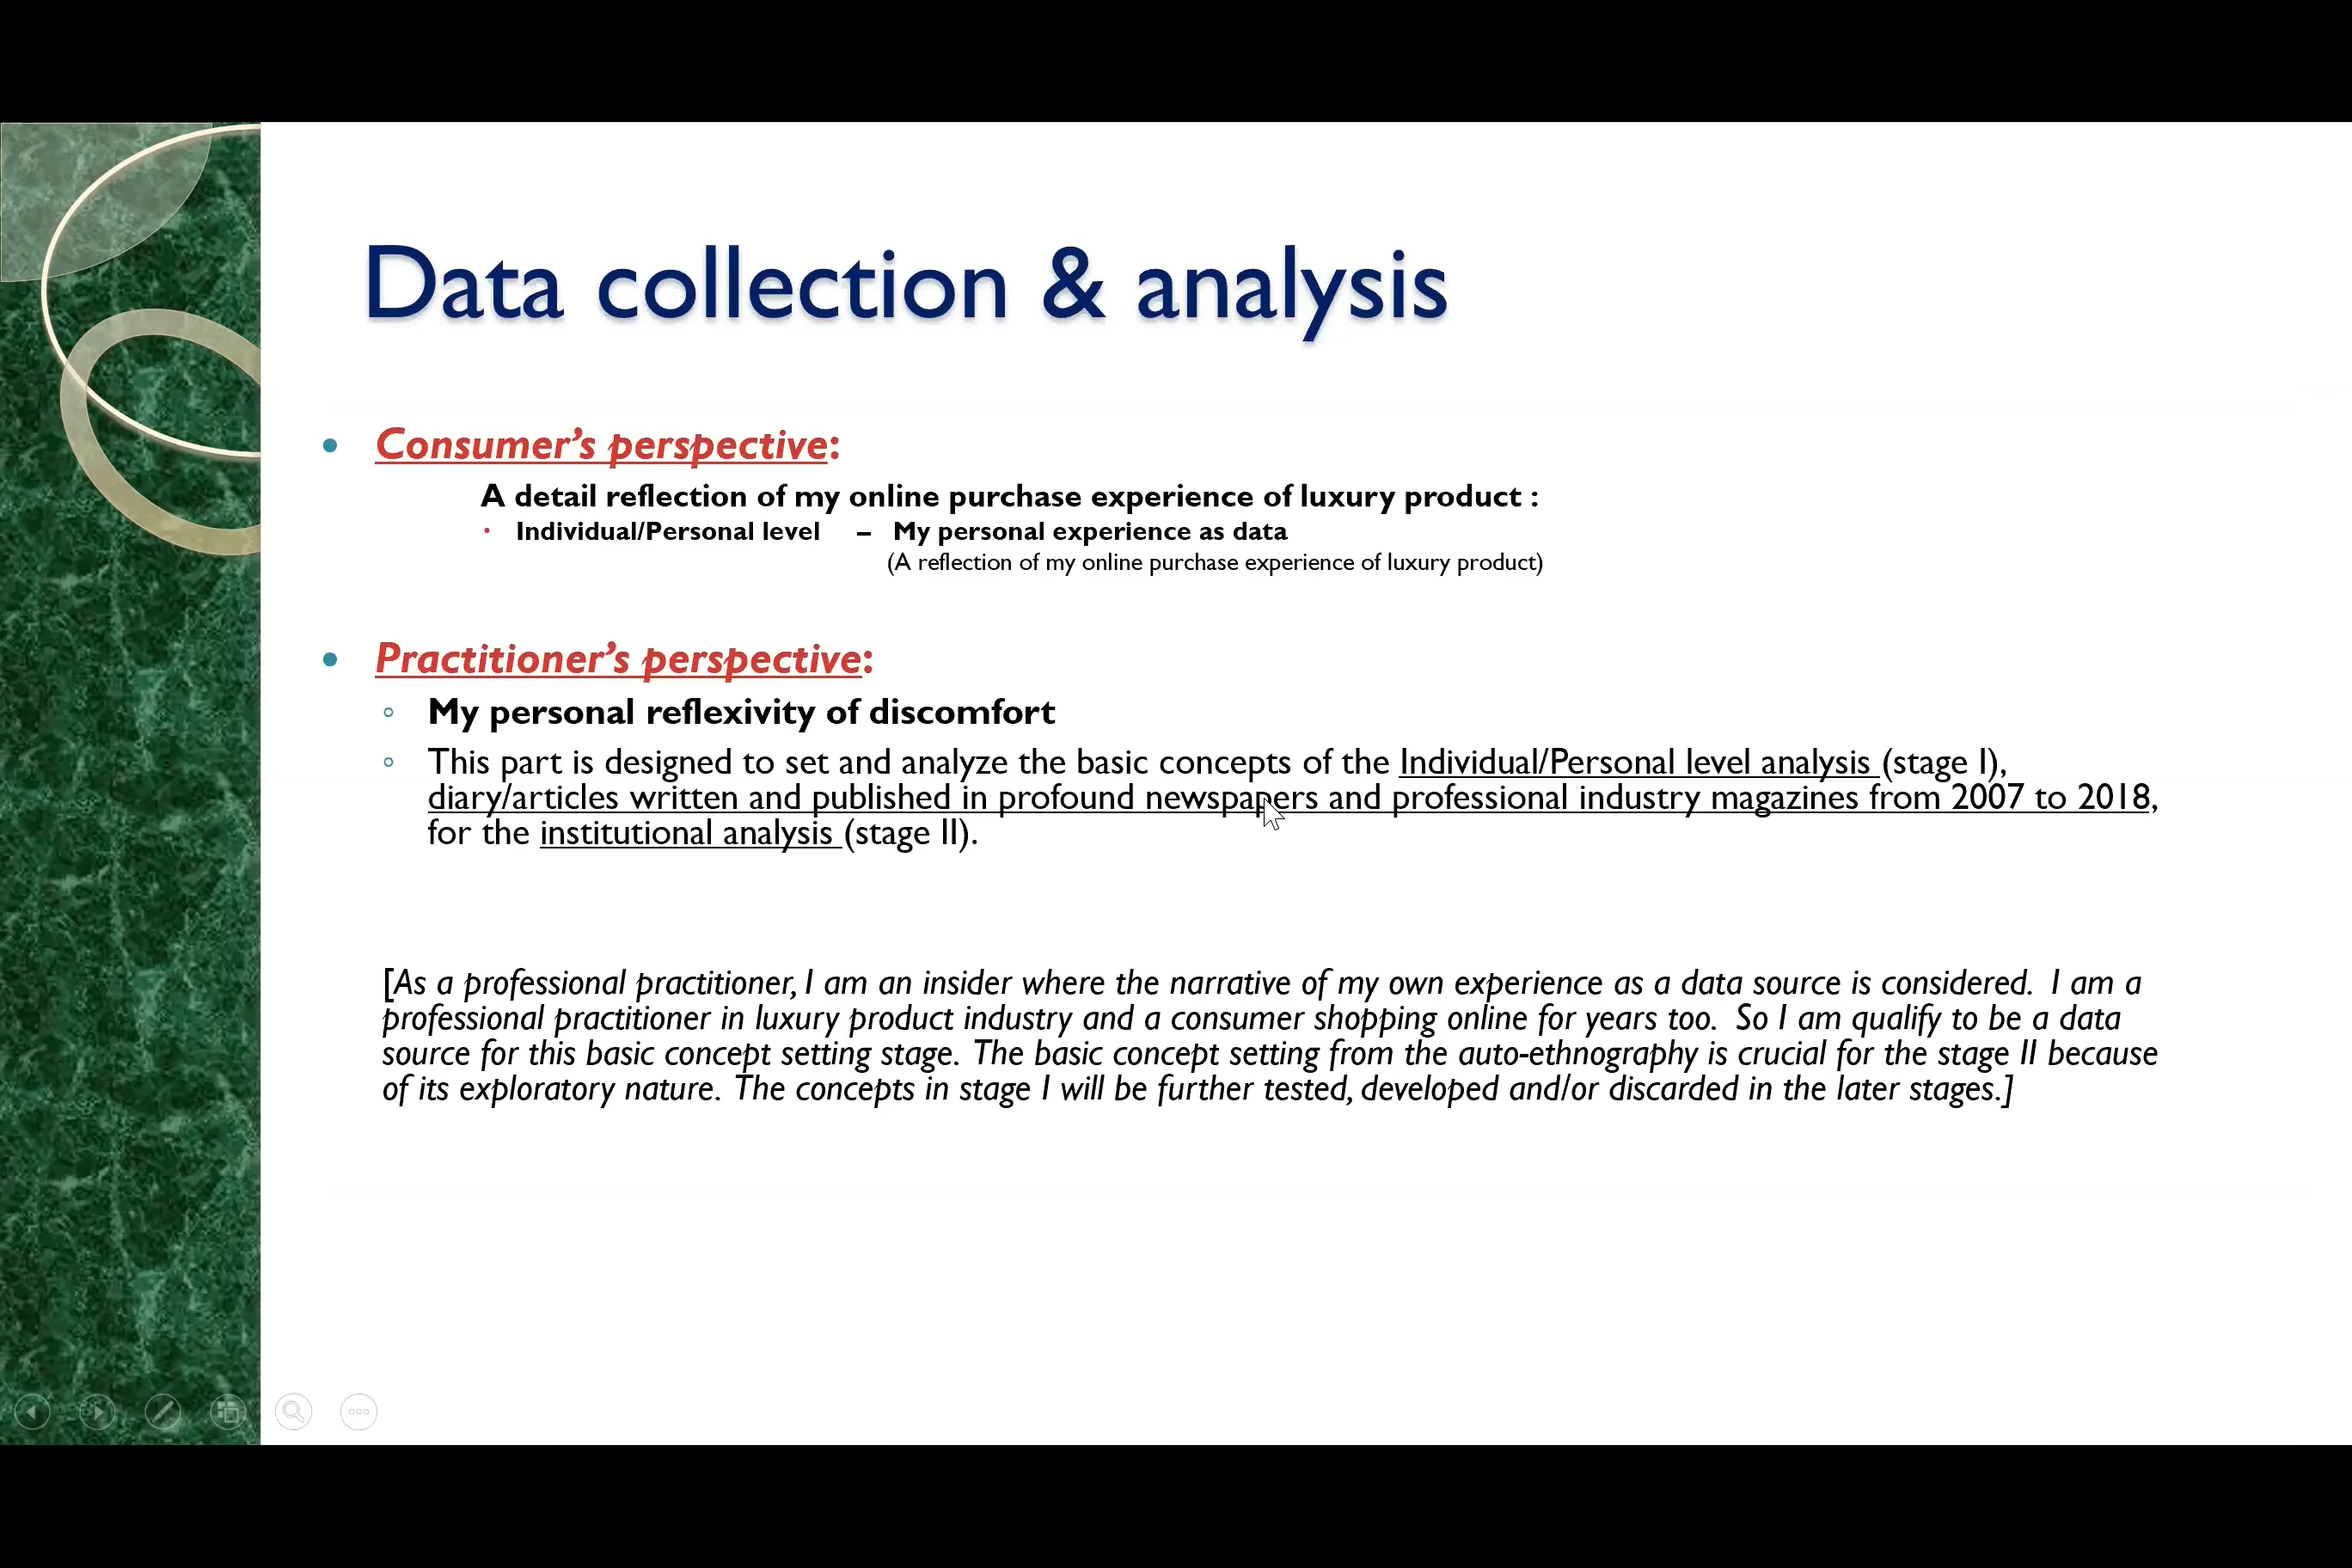 Data collection & analysis
Consumer's perspective:
A detail reflection of my online purchase experience of luxury product :
Individual/Personal level – My personal experience as data
(A reflection of my online purchase experience of luxury product)
Practitioner's perspective:
My personal reflexivity of discomfort
This part is designed to set and analyze the basic concepts of the Individual/Personal level analysis (stage I),
diary/articles written and published in profound newspapers and professional industry magazines from 2007 to 2018,
for the institutional analysis (stage II).
[As a professional practitioner, I am an insider where the narrative of my own experience as a data source is considered. I am a
professional practitioner in luxury product industry and a consumer shopping online for years too. So I am qualify to be a data
source for this basic concept setting stage. The basic concept setting from the auto-ethnography is crucial for the stage II because
of its exploratory nature. The concepts in stage I will be further tested, developed and/or discarded in the later stages.]